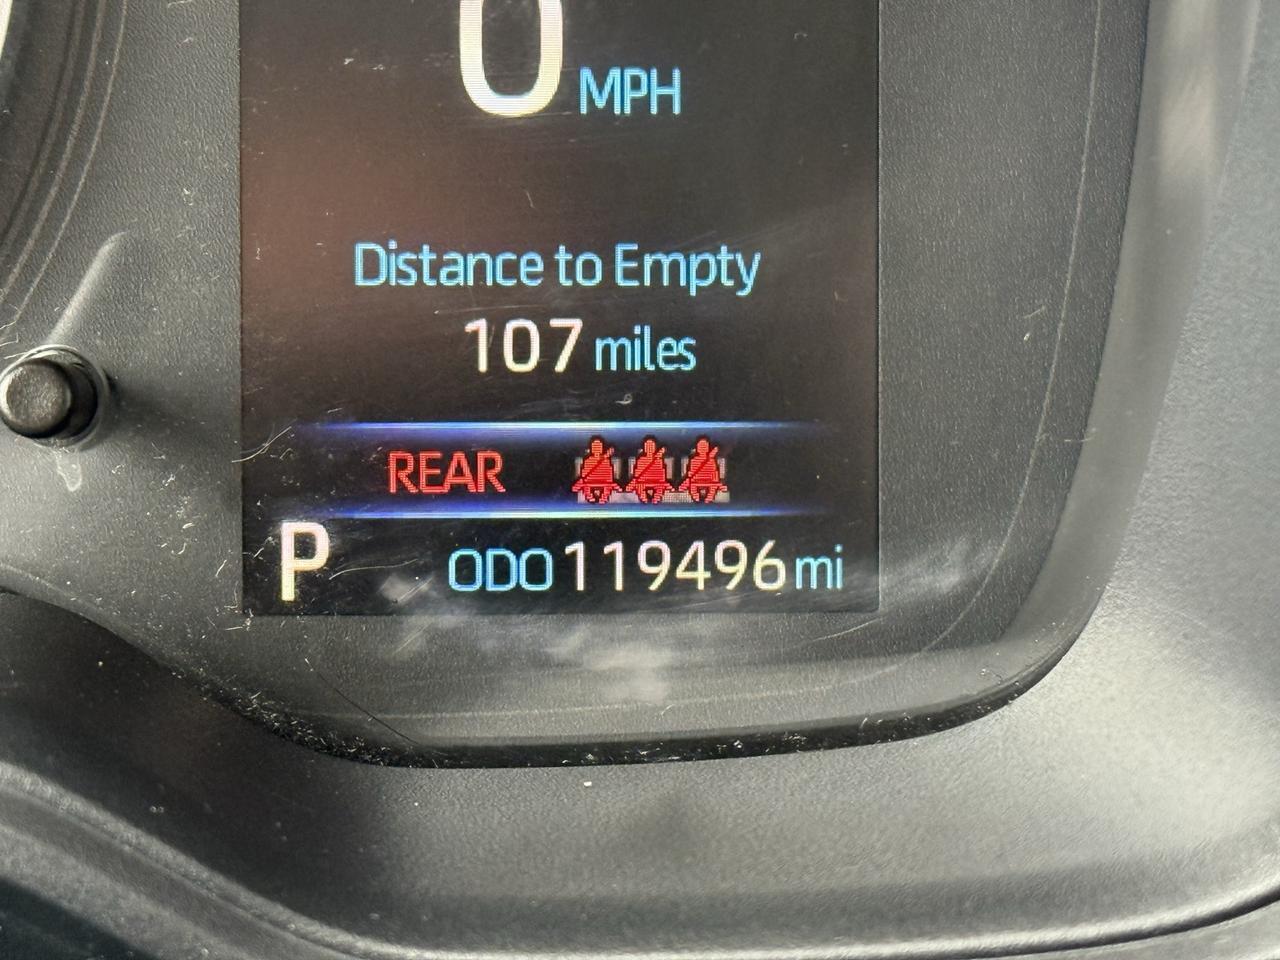 0 MPH
Distance to Empty
107 miles
REAR
P ODO 119496 mi